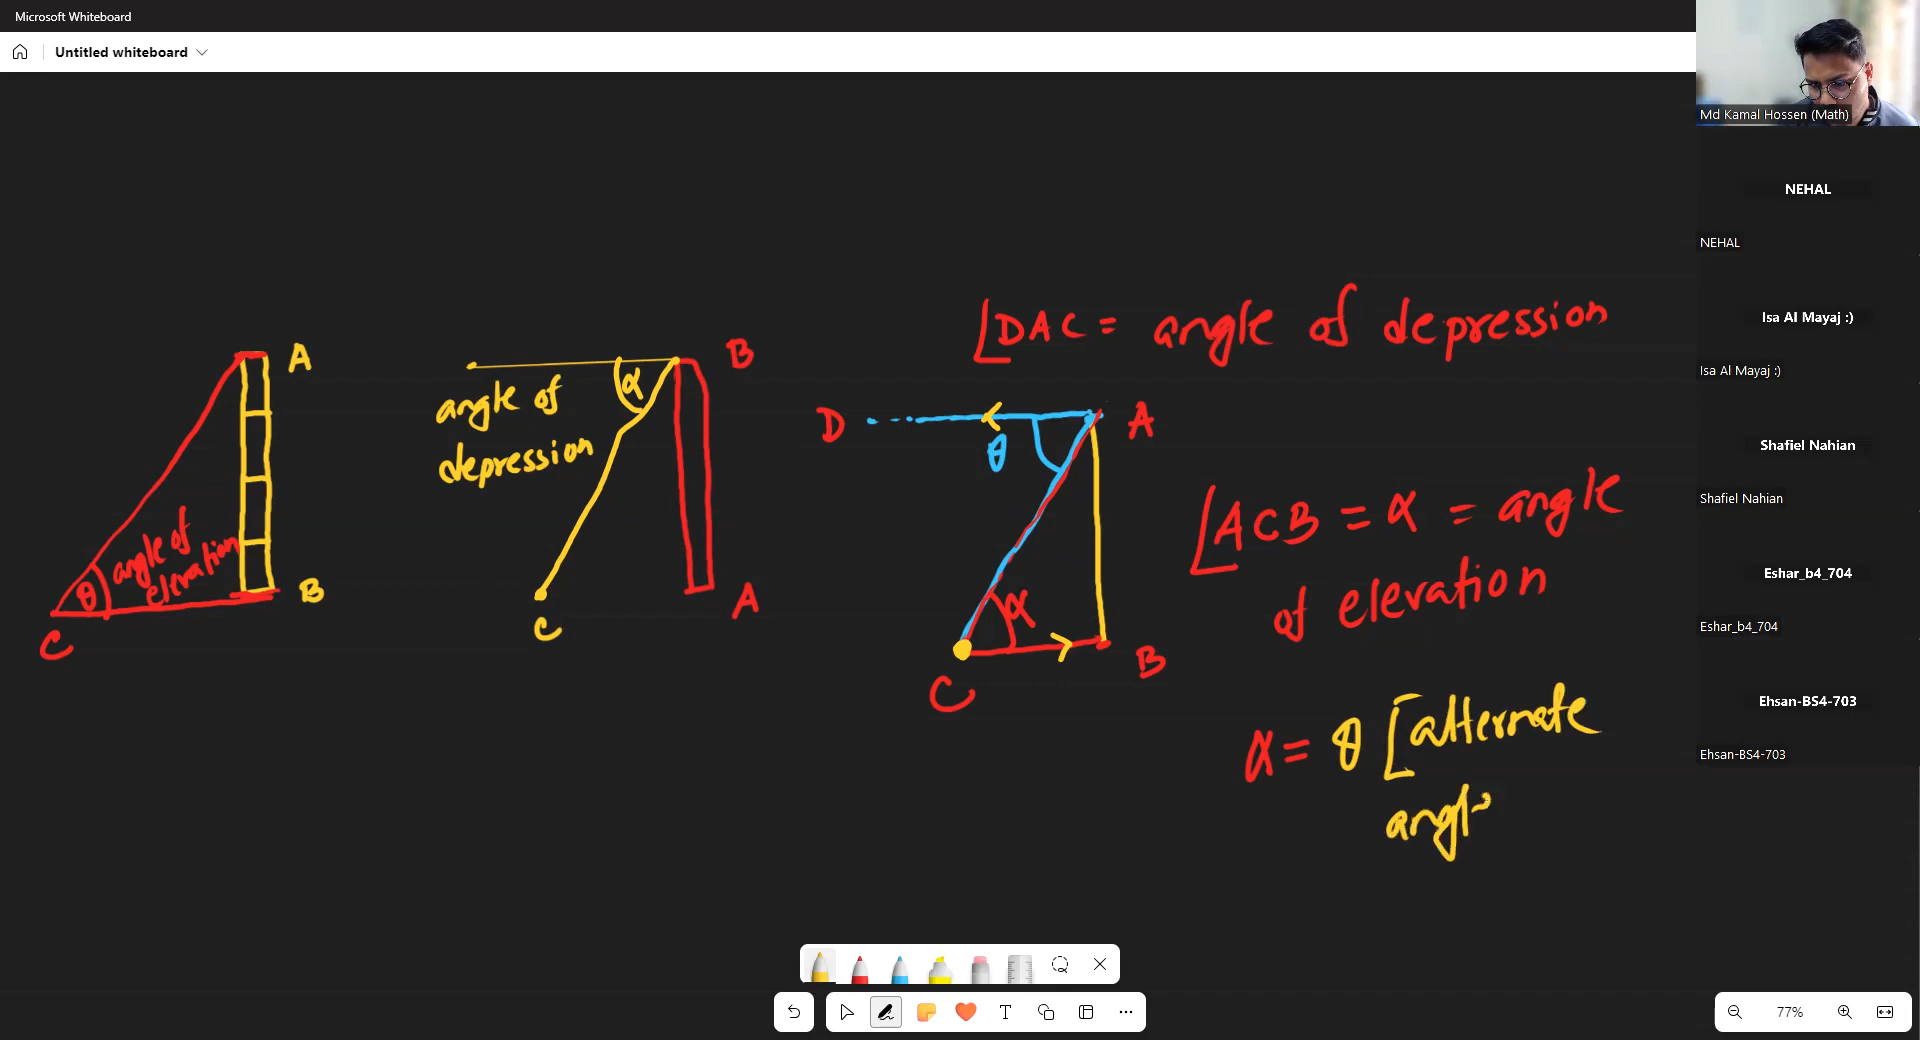 Microsoft Whiteboard
Untitled whiteboard
Md Kamal Hossen (Math)
NEHAL
NEHAL
Isa Al Mayaj :)
Isa Al Mayaj :)
Shafiel Nahian
Shafiel Nahian
Eshar_b4_704
Eshar_b4_704
Ehsan-BS4-703
Ehsan-BS4-703
A
θ
angle of
elevation
B
C
B
α
angle of
depression
A
C
∠DAC = angle of depression
D
A
θ
α
C
B
∠ACB = α = angle
of elevation
α = θ [alternate
angl
T
77%